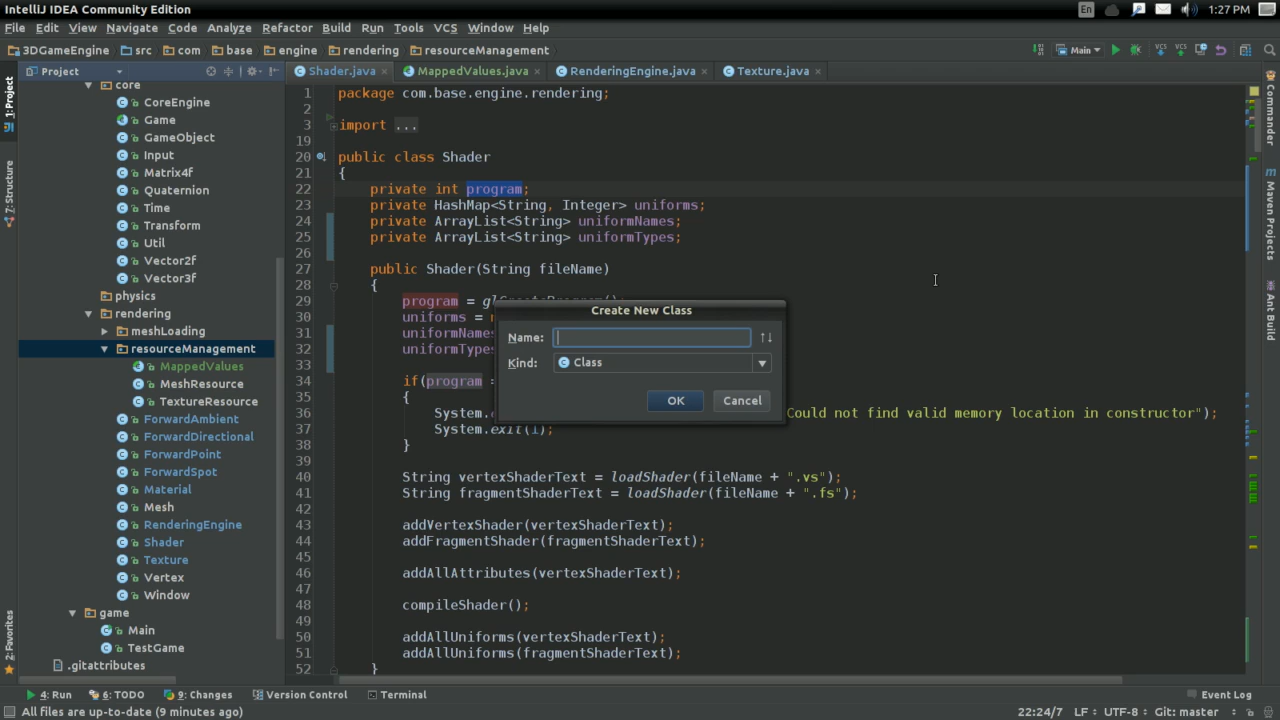 IntelliJ IDEA Community Edition
En
1:27 PM
File Edit View Navigate Code Analyze Refactor Build Run Tools VCS Window Help
3DGameEngine src com base engine rendering resourceManagement
Main
VCS VCS
Project
Shader.java × MappedValues.java × RenderingEngine.java × Texture.java ×
1: Project
7: Structure
2: Favorites
core
CoreEngine
Game
GameObject
Input
Matrix4f
Quaternion
Time
Transform
Util
Vector2f
Vector3f
physics
rendering
meshLoading
resourceManagement
MappedValues
MeshResource
TextureResource
ForwardAmbient
ForwardDirectional
ForwardPoint
ForwardSpot
Material
Mesh
RenderingEngine
Shader
Texture
Vertex
Window
game
Main
TestGame
.gitattributes
1 package com.base.engine.rendering;
2
3 import ...
19
20 public class Shader
21 {
22 private int program;
23 private HashMap<String, Integer> uniforms;
24 private ArrayList<String> uniformNames;
25 private ArrayList<String> uniformTypes;
26
27 public Shader(String fileName)
28 {
29 program = glCreateProgram();
30 uniforms = n
31 uniformNames
32 uniformTypes
33
34 if(program =
35 {
36 System. Could not find valid memory location in constructor");
37 System.exit(1);
38 }
39
40 String vertexShaderText = loadShader(fileName + ".vs");
41 String fragmentShaderText = loadShader(fileName + ".fs");
42
43 addVertexShader(vertexShaderText);
44 addFragmentShader(fragmentShaderText);
45
46 addAllAttributes(vertexShaderText);
47
48 compileShader();
49
50 addAllUniforms(vertexShaderText);
51 addAllUniforms(fragmentShaderText);
52 }
Create New Class
Name:
Kind: Class
OK Cancel
Commander
Maven Projects
Ant Build
4: Run 6: TODO 9: Changes Version Control Terminal Event Log
All files are up-to-date (9 minutes ago) 22:24/7 LF UTF-8 Git: master